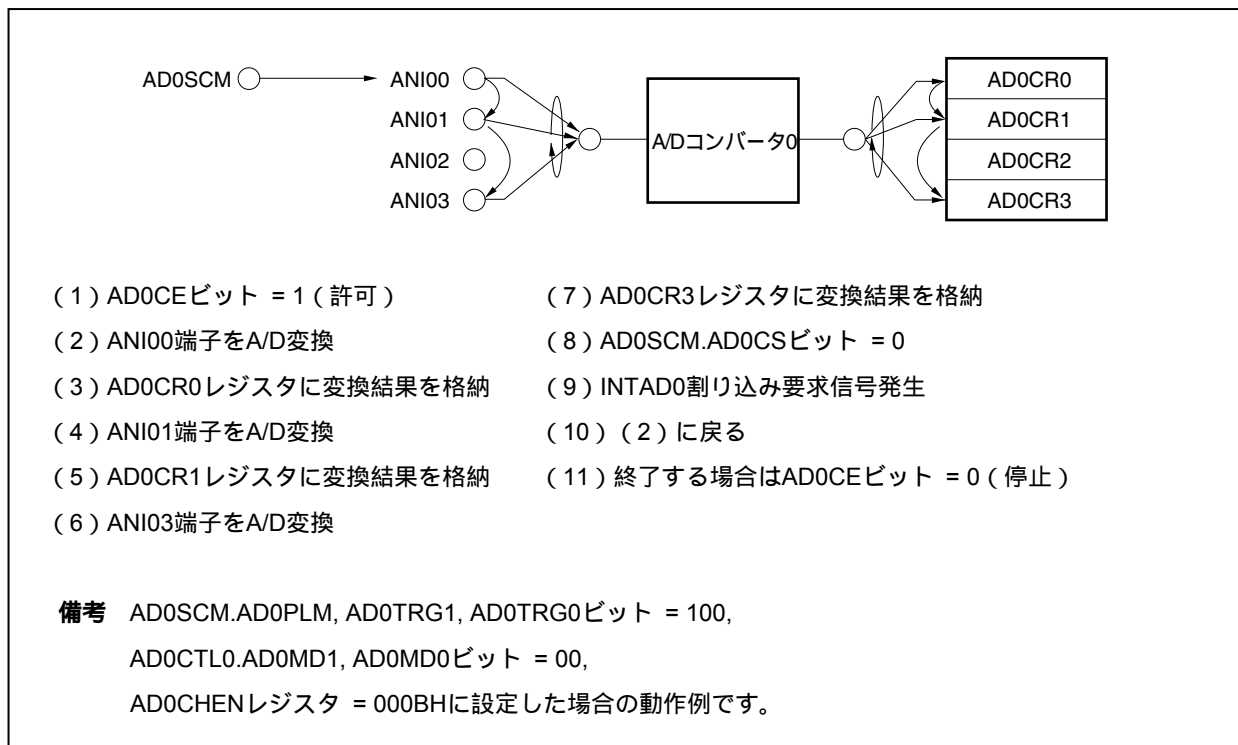 AD0SCM
ANI00
ANI01
ANI02
ANI03
A/Dコンバータ0
AD0CR0
AD0CR1
AD0CR2
AD0CR3
（1）AD0CEビット = 1（許可）
（2）ANI00端子をA/D変換
（3）AD0CR0レジスタに変換結果を格納
（4）ANI01端子をA/D変換
（5）AD0CR1レジスタに変換結果を格納
（6）ANI03端子をA/D変換
（7）AD0CR3レジスタに変換結果を格納
（8）AD0SCM.AD0CSビット = 0
（9）INTAD0割り込み要求信号発生
（10）（2）に戻る
（11）終了する場合はAD0CEビット = 0（停止）
備考 AD0SCM.AD0PLM, AD0TRG1, AD0TRG0ビット = 100,
AD0CTL0.AD0MD1, AD0MD0ビット = 00,
AD0CHENレジスタ = 000BHに設定した場合の動作例です。